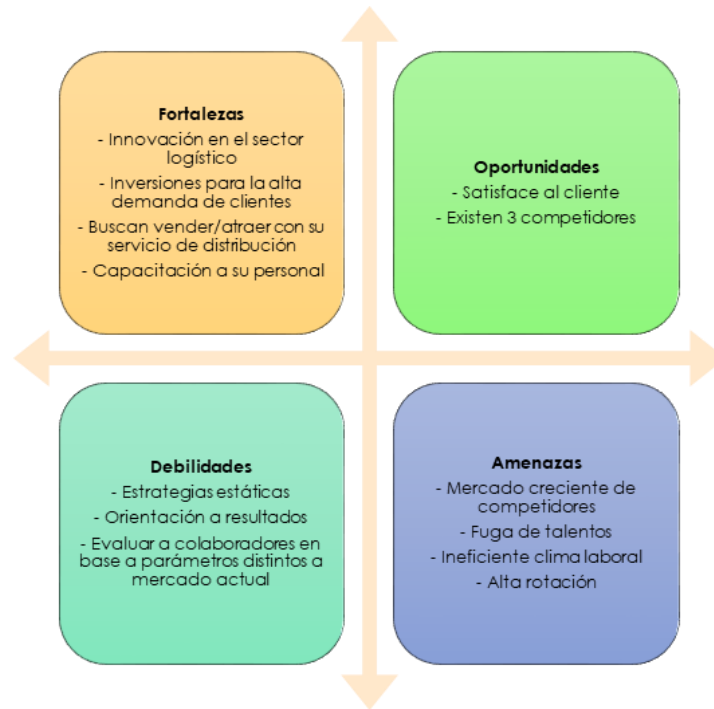 Fortalezas
- Innovación en el sector
logístico
- Inversiones para la alta
demanda de clientes
- Buscan vender/atraer con su
servicio de distribución
- Capacitación a su personal
Oportunidades
- Satisface al cliente
- Existen 3 competidores
Debilidades
- Estrategias estáticas
- Orientación a resultados
- Evaluar a colaboradores en
base a parámetros distintos a
mercado actual
Amenazas
- Mercado creciente de
competidores
- Fuga de talentos
- Ineficiente clima laboral
- Alta rotación